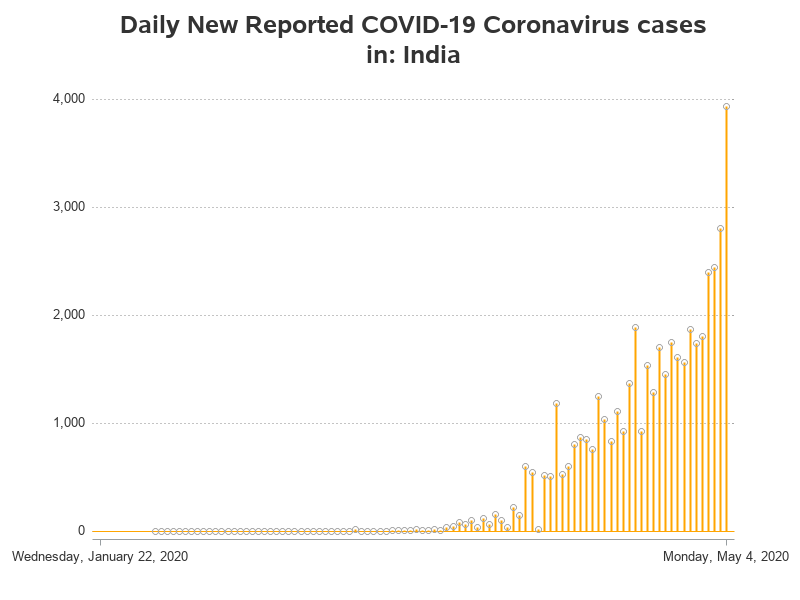 Daily New Reported COVID-19 Coronavirus cases
in: India
4,000
3,000
2,000
1,000
0
Wednesday, January 22, 2020
Monday, May 4, 2020